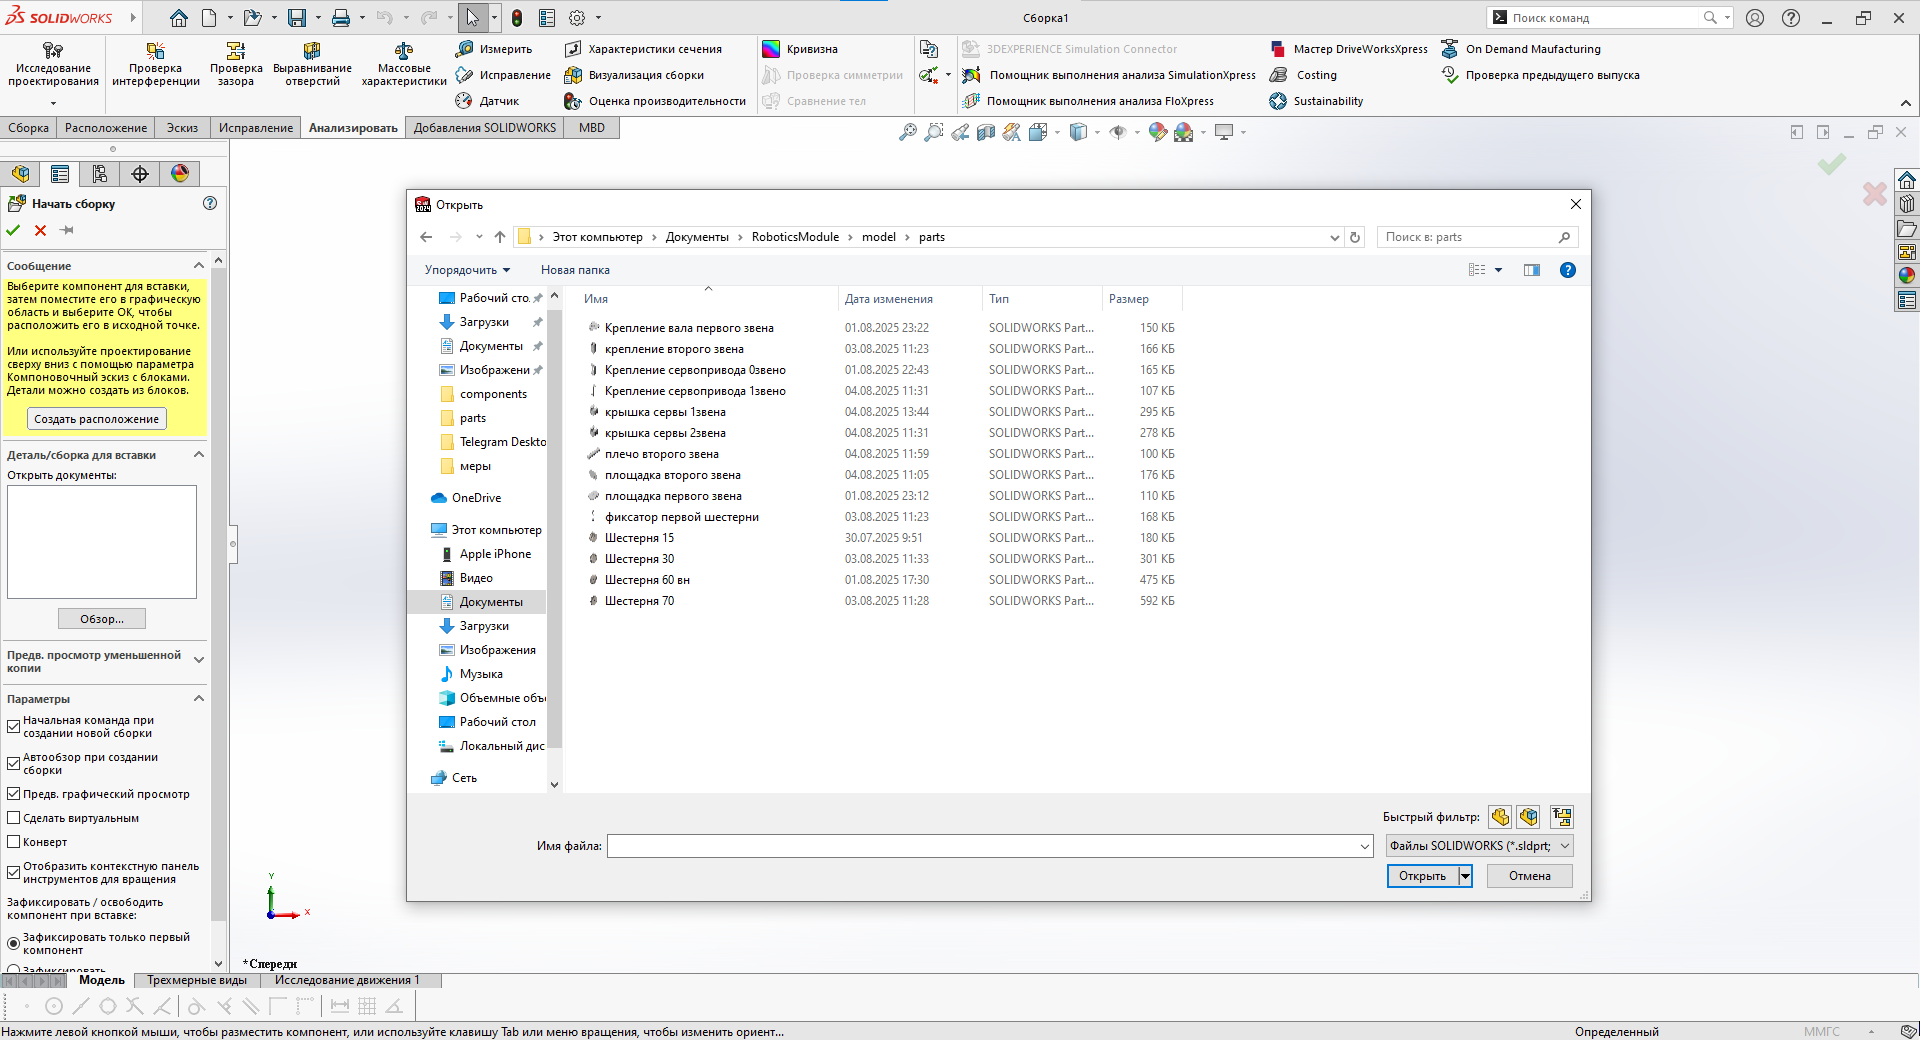 SOLIDWORKS
Сборка1
Поиск команд
Исследование проектирования
Проверка интерференции
Проверка зазора
Выравнивание отверстий
Массовые характеристики
Измерить
Исправление
Датчик
Характеристики сечения
Визуализация сборки
Оценка производительности
Кривизна
Проверка симметрии
Сравнение тел
3DEXPERIENCE Simulation Connector
Помощник выполнения анализа SimulationXpress
Помощник выполнения анализа FloXpress
Мастер DriveWorksXpress
Costing
Sustainability
On Demand Maufacturing
Проверка предыдущего выпуска
Сборка
Расположение
Эскиз
Исправление
Анализировать
Добавления SOLIDWORKS
MBD
Начать сборку
Сообщение
Выберите компонент для вставки,
затем поместите его в графическую
область и выберите ОК, чтобы
расположить его в исходной точке.
Или используйте проектирование
сверху вниз с помощью параметра
Компоновочный эскиз с блоками.
Детали можно создать из блоков.
Создать расположение
Деталь/сборка для вставки
Открыть документы:
Обзор...
Предв. просмотр уменьшенной
копии
Параметры
Начальная команда при
создании новой сборки
Автообзор при создании
сборки
Предв. графический просмотр
Сделать виртуальным
Конверт
Отобразить контекстную панель
инструментов для вращения
Зафиксировать / освободить
компонент при вставке:
Зафиксировать только первый
компонент
Зафиксировать
Открыть
Этот компьютер > Документы > RoboticsModule > model > parts
Поиск в: parts
Упорядочить
Новая папка
Рабочий сто.
Загрузки
Документы
Изображени
components
parts
Telegram Deskto
меры
OneDrive
Этот компьютер
Apple iPhone
Видео
Документы
Загрузки
Изображения
Музыка
Объемные объ
Рабочий стол
Локальный дис
Сеть
Имя Дата изменения Тип Размер
Крепление вала первого звена 01.08.2025 23:22 SOLIDWORKS Part... 150 КБ
крепление второго звена 03.08.2025 11:23 SOLIDWORKS Part... 166 КБ
Крепление сервопривода 0звено 01.08.2025 22:43 SOLIDWORKS Part... 165 КБ
Крепление сервопривода 1звено 04.08.2025 11:31 SOLIDWORKS Part... 107 КБ
крышка сервы 1звена 04.08.2025 13:44 SOLIDWORKS Part... 295 КБ
крышка сервы 2звена 04.08.2025 11:31 SOLIDWORKS Part... 278 КБ
плечо второго звена 04.08.2025 11:59 SOLIDWORKS Part... 100 КБ
площадка второго звена 04.08.2025 11:05 SOLIDWORKS Part... 176 КБ
площадка первого звена 01.08.2025 23:12 SOLIDWORKS Part... 110 КБ
фиксатор первой шестерни 03.08.2025 11:23 SOLIDWORKS Part... 168 КБ
Шестерня 15 30.07.2025 9:51 SOLIDWORKS Part... 180 КБ
Шестерня 30 03.08.2025 11:33 SOLIDWORKS Part... 301 КБ
Шестерня 60 вн 01.08.2025 17:30 SOLIDWORKS Part... 475 КБ
Шестерня 70 03.08.2025 11:28 SOLIDWORKS Part... 592 КБ
Быстрый фильтр:
Имя файла:
Файлы SOLIDWORKS (*.sldprt;
Открыть
Отмена
Y
X
*Спереди
Модель
Трехмерные виды
Исследование движения 1
Нажмите левой кнопкой мыши, чтобы разместить компонент, или используйте клавишу Tab или меню вращения, чтобы изменить ориент...
Определенный
ММГС